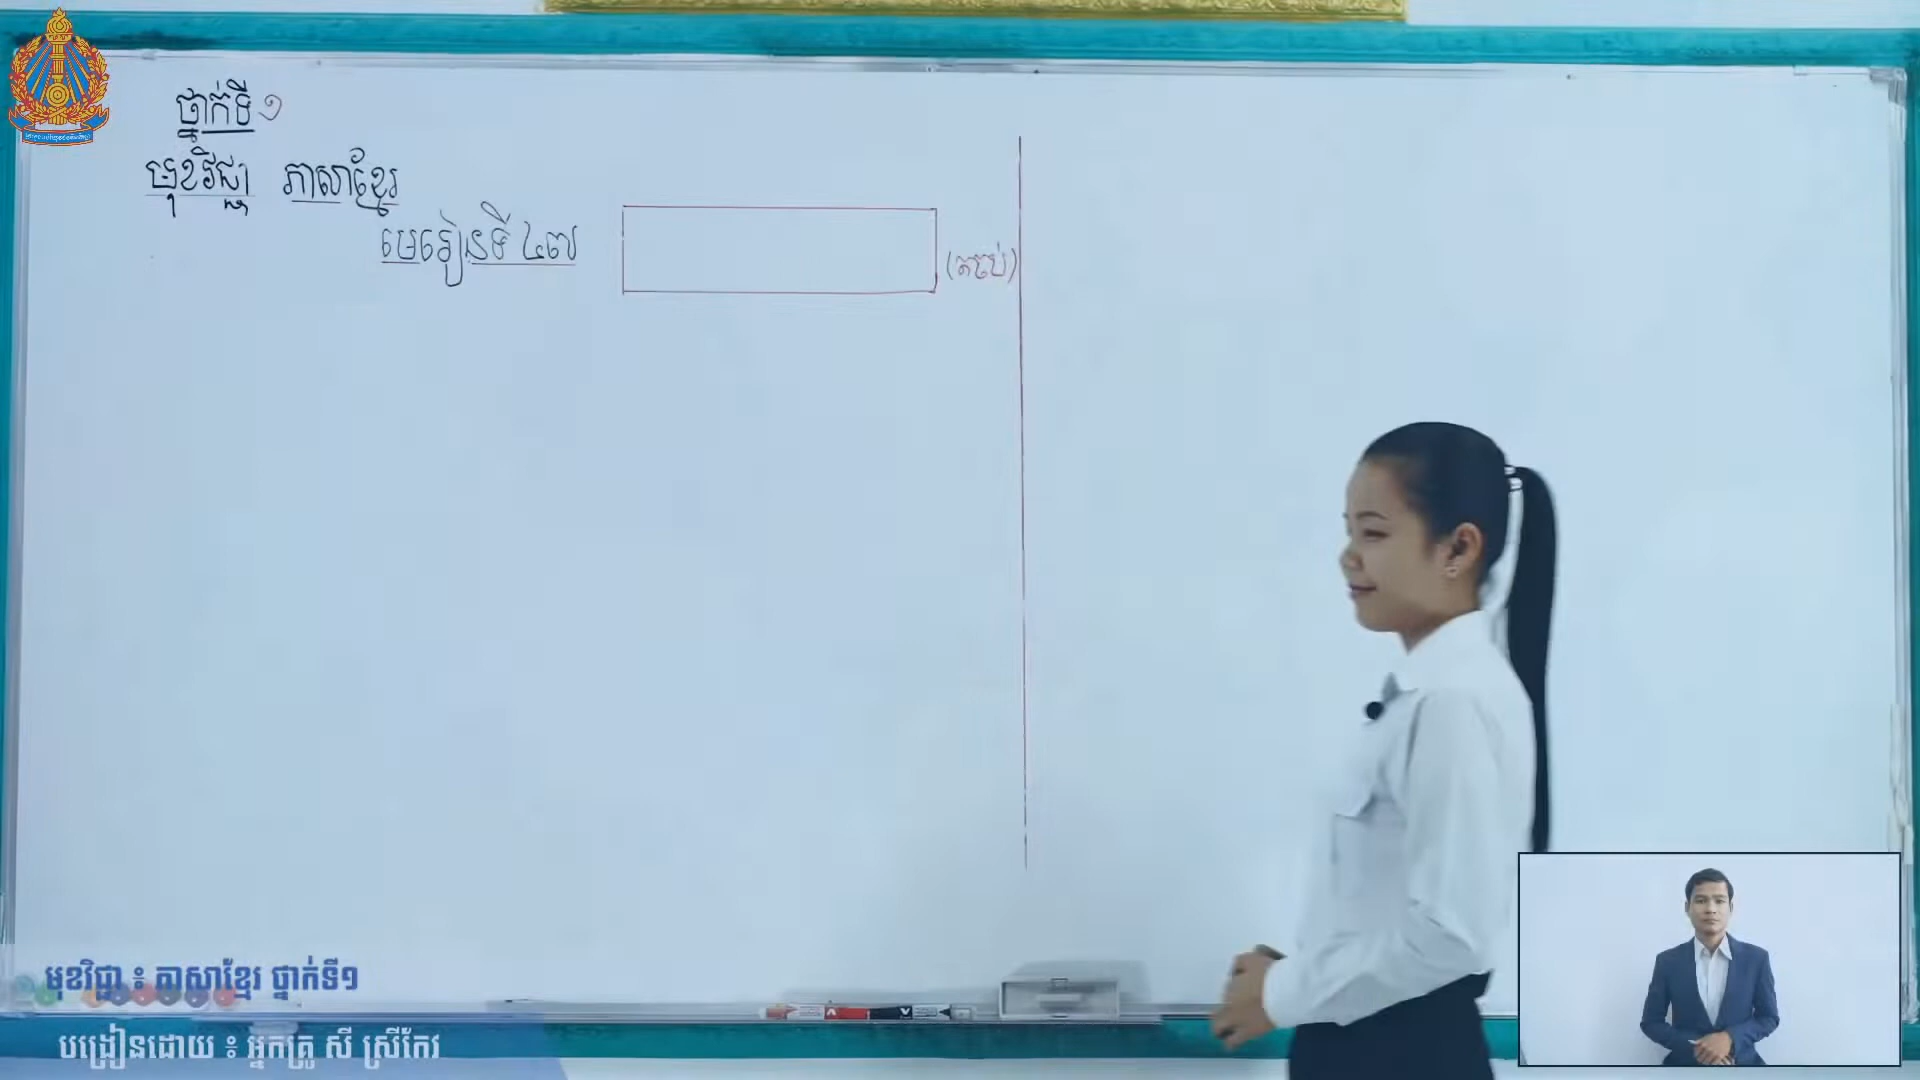 ថ្នាក់ទី ១
មុខវិជ្ជា ភាសាខ្មែរ
មេរៀនទី ៤៧
(តចប់)
មុខវិជ្ជា ៖ ភាសាខ្មែរ ថ្នាក់ទី១
បង្រៀនដោយ ៖ អ្នកគ្រូ ស៊ី ស្រីកែវ